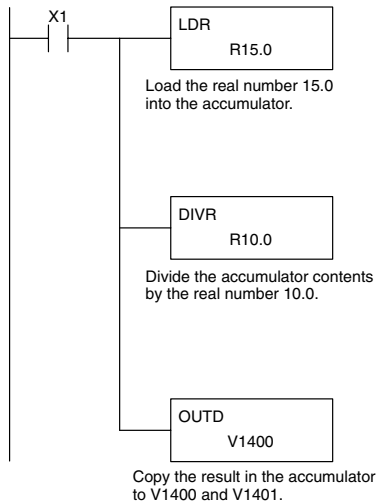 X1
LDR
R15.0
Load the real number 15.0
into the accumulator.
DIVR
R10.0
Divide the accumulator contents
by the real number 10.0.
OUTD
V1400
Copy the result in the accumulator
to V1400 and V1401.